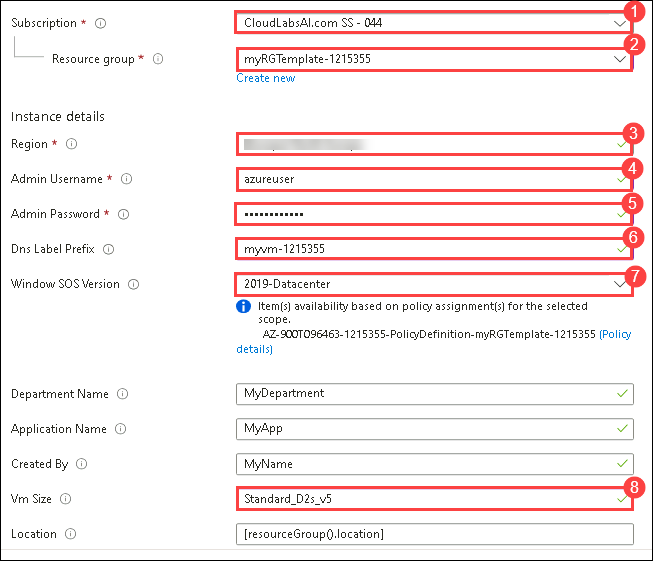 Subscription * CloudLabsAI.com SS - 044 1
Resource group * myRGTemplate-1215355 2
Create new
Instance details
Region * 3
Admin Username * azureuser 4
Admin Password * •••••••••••• 5
Dns Label Prefix myvm-1215355 6
Window SOS Version 2019-Datacenter 7
Item(s) availability based on policy assignment(s) for the selected
scope.
AZ-900T096463-1215355-PolicyDefinition-myRGTemplate-1215355 (Policy
details)
Department Name MyDepartment
Application Name MyApp
Created By MyName
Vm Size Standard_D2s_v5 8
Location [resourceGroup().location]